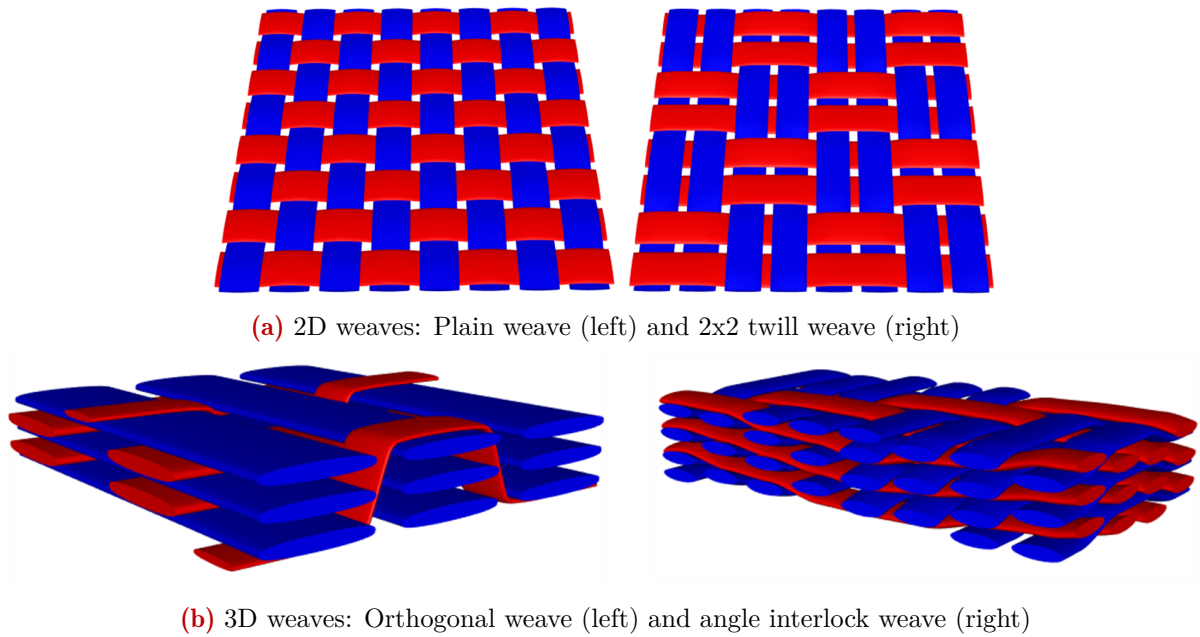 (a) 2D weaves: Plain weave (left) and 2x2 twill weave (right)
(b) 3D weaves: Orthogonal weave (left) and angle interlock weave (right)